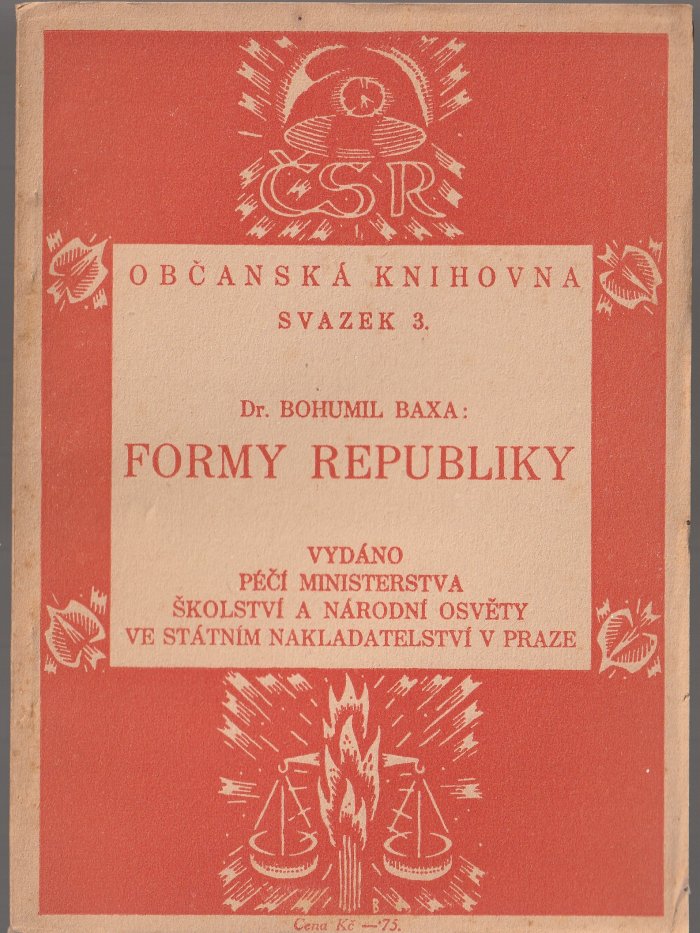 ČSR
OBČANSKÁ KNIHOVNA
SVAZEK 3.
Dr. BOHUMIL BAXA:
FORMY REPUBLIKY
VYDÁNO
PÉČÍ MINISTERSTVA
ŠKOLSTVÍ A NÁRODNÍ OSVĚTY
VE STÁTNÍM NAKLADATELSTVÍ V PRAZE
B
Cena Kč —·75.